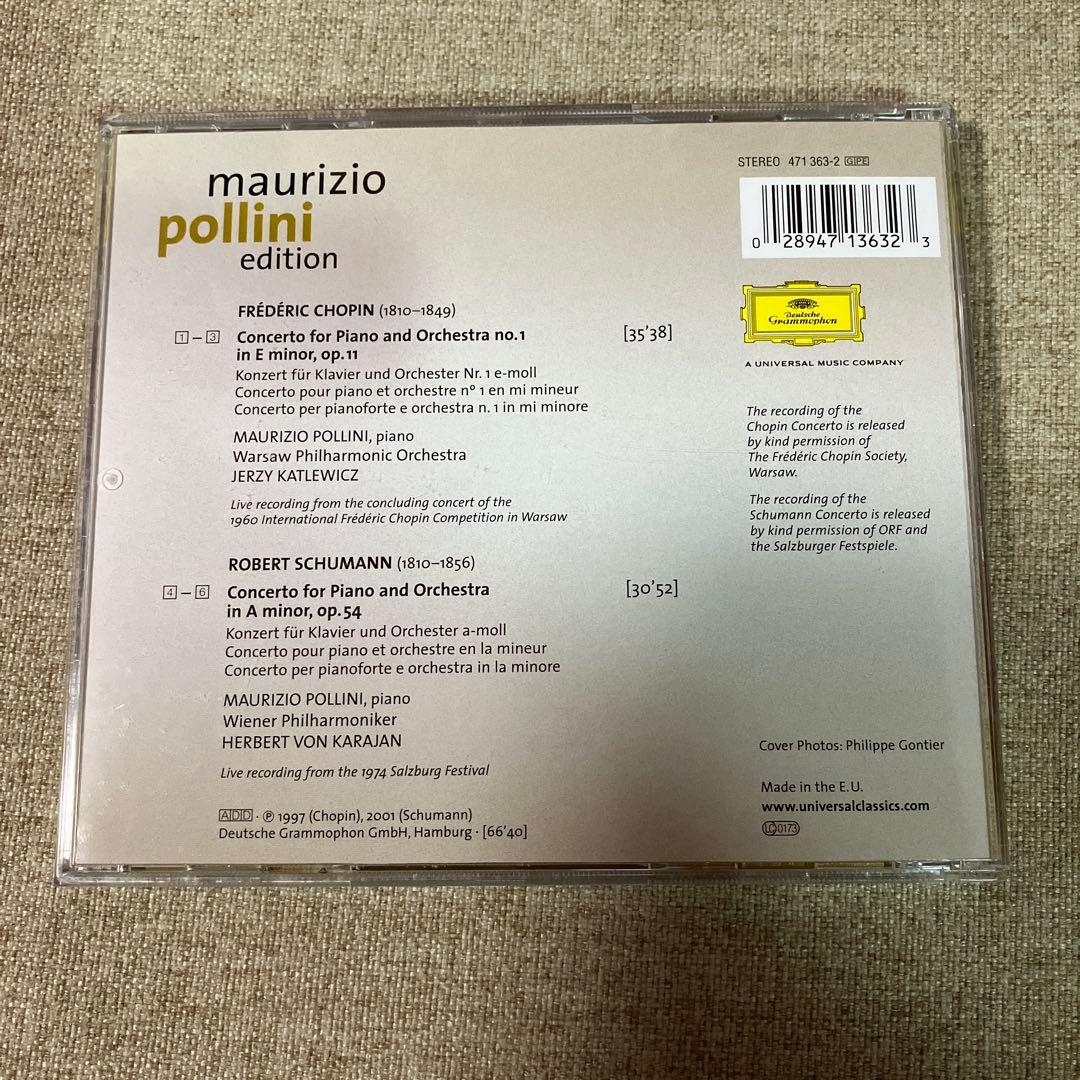 maurizio
pollini
edition
STEREO 471 363-2 GIPE
0 28947 13632 3
Deutsche
Grammophon
A UNIVERSAL MUSIC COMPANY
FRÉDÉRIC CHOPIN (1810–1849)
1 – 3 Concerto for Piano and Orchestra no. 1 [35'38]
in E minor, op. 11
Konzert für Klavier und Orchester Nr. 1 e-moll
Concerto pour piano et orchestre nº 1 en mi mineur
Concerto per pianoforte e orchestra n. 1 in mi minore
MAURIZIO POLLINI, piano
Warsaw Philharmonic Orchestra
JERZY KATLEWICZ
Live recording from the concluding concert of the
1960 International Frédéric Chopin Competition in Warsaw
ROBERT SCHUMANN (1810–1856)
4 – 6 Concerto for Piano and Orchestra [30'52]
in A minor, op. 54
Konzert für Klavier und Orchester a-moll
Concerto pour piano et orchestre en la mineur
Concerto per pianoforte e orchestra in la minore
MAURIZIO POLLINI, piano
Wiener Philharmoniker
HERBERT VON KARAJAN
Live recording from the 1974 Salzburg Festival
ADD · ℗ 1997 (Chopin), 2001 (Schumann)
Deutsche Grammophon GmbH, Hamburg · [66'40]
The recording of the
Chopin Concerto is released
by kind permission of
The Frédéric Chopin Society,
Warsaw.
The recording of the
Schumann Concerto is released
by kind permission of ORF and
the Salzburger Festspiele.
Cover Photos: Philippe Gontier
Made in the E.U.
www.universalclassics.com
LC 0173